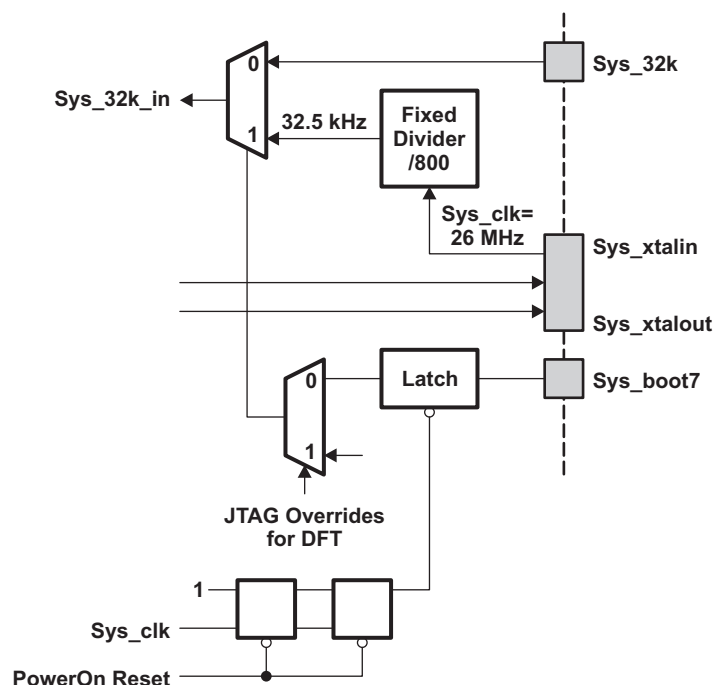 0
Sys_32k
Sys_32k_in
32.5 kHz
Fixed
Divider
/800
1
Sys_clk=
26 MHz
Sys_xtalin
Sys_xtalout
0
Latch
Sys_boot7
1
JTAG Overrides
for DFT
1
Sys_clk
PowerOn Reset